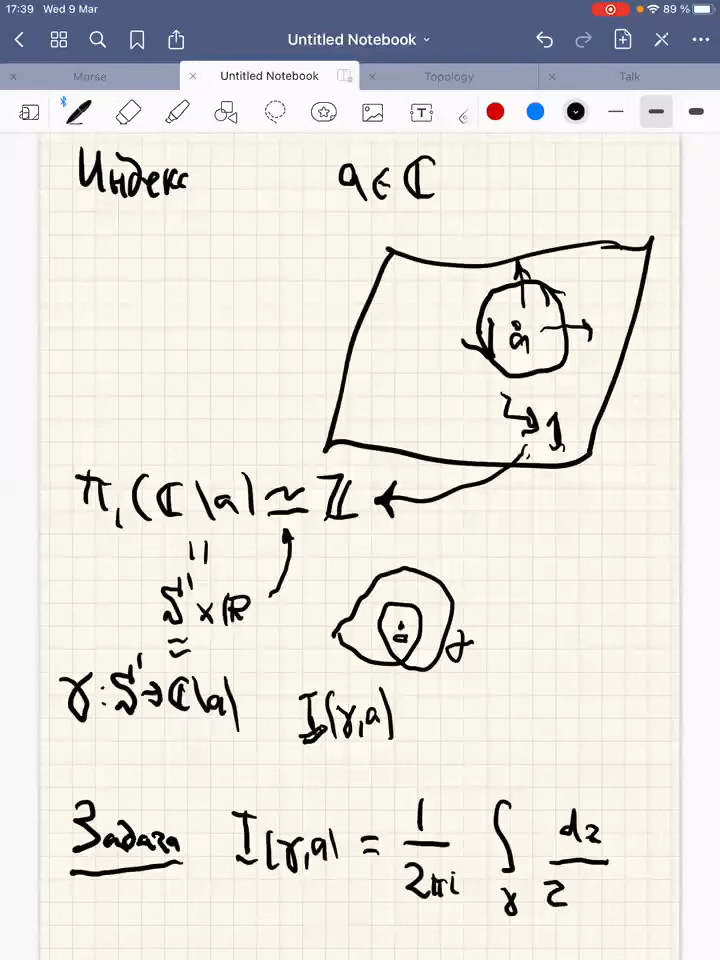 17:39 Wed 9 Mar
89 %
Untitled Notebook
Morse
Untitled Notebook
Topology
Talk
T
Индекс
a ∈ ℂ
a
1
π₁(ℂ\a) ≃ ℤ
=
S¹ × ℝ
≃
a
γ
γ: S¹ → ℂ\a)
I(γ, a)
Задача I(γ, a) = 1/2πi ∫γ dz/z